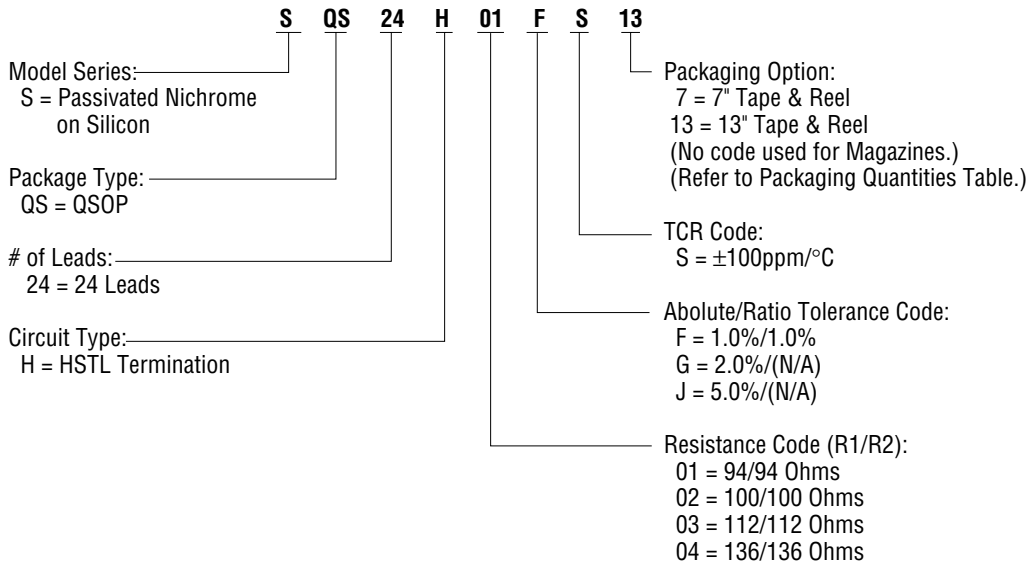 S QS 24 H 01 F S 13
Model Series:
S = Passivated Nichrome
on Silicon
Package Type:
QS = QSOP
# of Leads:
24 = 24 Leads
Circuit Type:
H = HSTL Termination
Packaging Option:
7 = 7" Tape & Reel
13 = 13" Tape & Reel
(No code used for Magazines.)
(Refer to Packaging Quantities Table.)
TCR Code:
S = ±100ppm/°C
Abolute/Ratio Tolerance Code:
F = 1.0%/1.0%
G = 2.0%/(N/A)
J = 5.0%/(N/A)
Resistance Code (R1/R2):
01 = 94/94 Ohms
02 = 100/100 Ohms
03 = 112/112 Ohms
04 = 136/136 Ohms